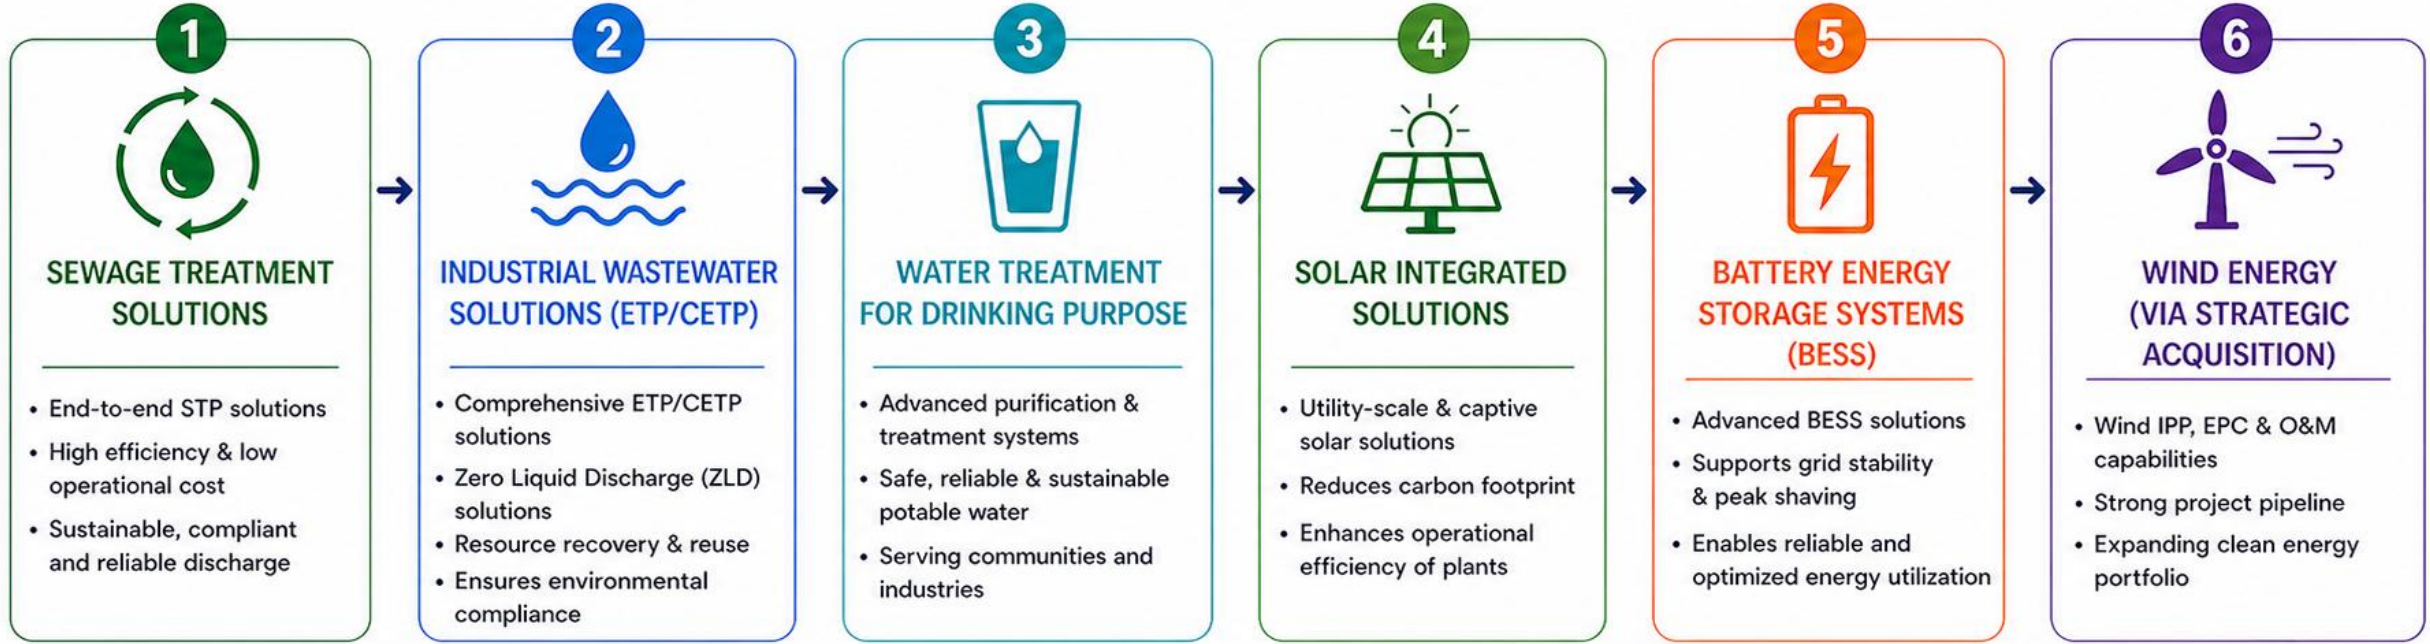 1
SEWAGE TREATMENT
SOLUTIONS
• End-to-end STP solutions
• High efficiency & low
operational cost
• Sustainable, compliant
and reliable discharge
2
INDUSTRIAL WASTEWATER
SOLUTIONS (ETP/CETP)
• Comprehensive ETP/CETP
solutions
• Zero Liquid Discharge (ZLD)
solutions
• Resource recovery & reuse
• Ensures environmental
compliance
3
WATER TREATMENT
FOR DRINKING PURPOSE
• Advanced purification &
treatment systems
• Safe, reliable & sustainable
potable water
• Serving communities and
industries
4
SOLAR INTEGRATED
SOLUTIONS
• Utility-scale & captive
solar solutions
• Reduces carbon footprint
• Enhances operational
efficiency of plants
5
BATTERY ENERGY
STORAGE SYSTEMS
(BESS)
• Advanced BESS solutions
• Supports grid stability
& peak shaving
• Enables reliable and
optimized energy utilization
6
WIND ENERGY
(VIA STRATEGIC
ACQUISITION)
• Wind IPP, EPC & O&M
capabilities
• Strong project pipeline
• Expanding clean energy
portfolio